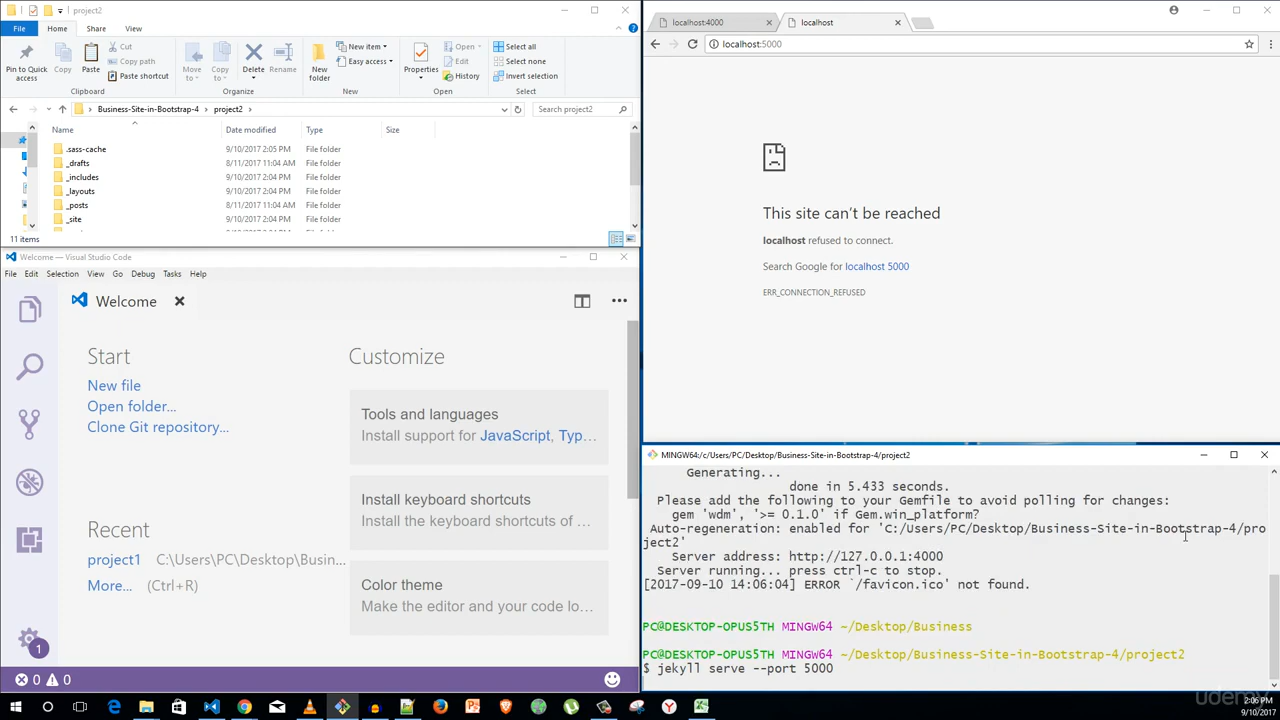 project2
File
Home
Share
View
Pin to Quick access
Copy
Paste
Cut
Copy path
Paste shortcut
Clipboard
Move to
Copy to
Delete
Rename
Organize
New folder
New item
Easy access
New
Properties
Open
Edit
History
Open
Select all
Select none
Invert selection
Select
Business-Site-in-Bootstrap-4 project2
Search project2
Name Date modified Type Size
.sass-cache 9/10/2017 2:05 PM File folder
_drafts 8/11/2017 11:04 AM File folder
_includes 9/10/2017 2:04 PM File folder
_layouts 9/10/2017 2:04 PM File folder
_posts 8/11/2017 11:04 AM File folder
_site 9/10/2017 2:04 PM File folder
11 items
Welcome — Visual Studio Code
File Edit Selection View Go Debug Tasks Help
Welcome
Start
New file
Open folder...
Clone Git repository...
Recent
project1 C:\Users\PC\Desktop\Busin...
More... (Ctrl+R)
Customize
Tools and languages
Install support for JavaScript, Typ...
Install keyboard shortcuts
Install the keyboard shortcuts of ...
Color theme
Make the editor and your code lo...
1
0 0
localhost:4000
localhost
localhost:5000
This site can't be reached
localhost refused to connect.
Search Google for localhost 5000
ERR_CONNECTION_REFUSED
MINGW64:/c/Users/PC/Desktop/Business-Site-in-Bootstrap-4/project2
Generating...
done in 5.433 seconds.
Please add the following to your Gemfile to avoid polling for changes:
gem 'wdm', '>= 0.1.0' if Gem.win_platform?
Auto-regeneration: enabled for 'C:/Users/PC/Desktop/Business-Site-in-Bootstrap-4/pro
ject2'
Server address: http://127.0.0.1:4000
Server running... press ctrl-c to stop.
[2017-09-10 14:06:04] ERROR `/favicon.ico' not found.
PC@DESKTOP-OPUS5TH MINGW64 ~/Desktop/Business
PC@DESKTOP-OPUS5TH MINGW64 ~/Desktop/Business-Site-in-Bootstrap-4/project2
$ jekyll serve --port 5000
udemy
2:06 PM
9/10/2017